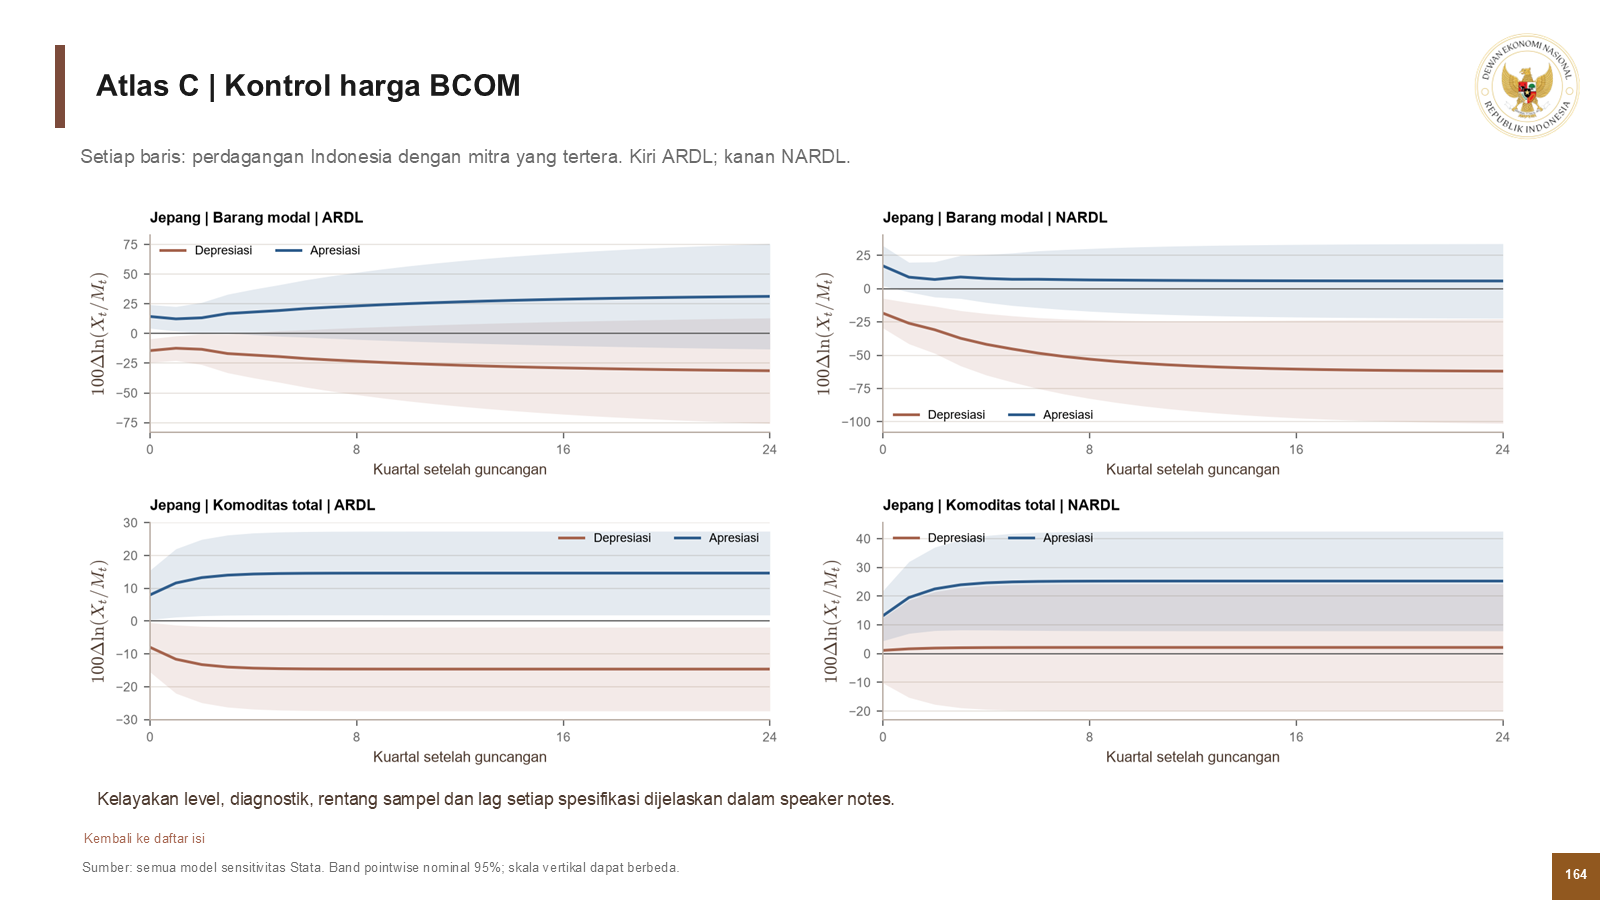 Atlas C | Kontrol harga BCOM
DEWAN EKONOMI NASIONAL
REPUBLIK INDONESIA
Setiap baris: perdagangan Indonesia dengan mitra yang tertera. Kiri ARDL; kanan NARDL.
Jepang | Barang modal | ARDL
Depresiasi
Apresiasi
75
50
25
0
−25
−50
−75
100Δln(Xₜ/Mₜ)
0
8
16
24
Kuartal setelah guncangan
Jepang | Barang modal | NARDL
25
0
−25
−50
−75
−100
100Δln(Xₜ/Mₜ)
Depresiasi
Apresiasi
0
8
16
24
Kuartal setelah guncangan
Jepang | Komoditas total | ARDL
30
20
10
0
−10
−20
−30
100Δln(Xₜ/Mₜ)
Depresiasi
Apresiasi
0
8
16
24
Kuartal setelah guncangan
Jepang | Komoditas total | NARDL
40
30
20
10
0
−10
−20
100Δln(Xₜ/Mₜ)
Depresiasi
Apresiasi
0
8
16
24
Kuartal setelah guncangan
Kelayakan level, diagnostik, rentang sampel dan lag setiap spesifikasi dijelaskan dalam speaker notes.
Kembali ke daftar isi
Sumber: semua model sensitivitas Stata. Band pointwise nominal 95%; skala vertikal dapat berbeda.
164